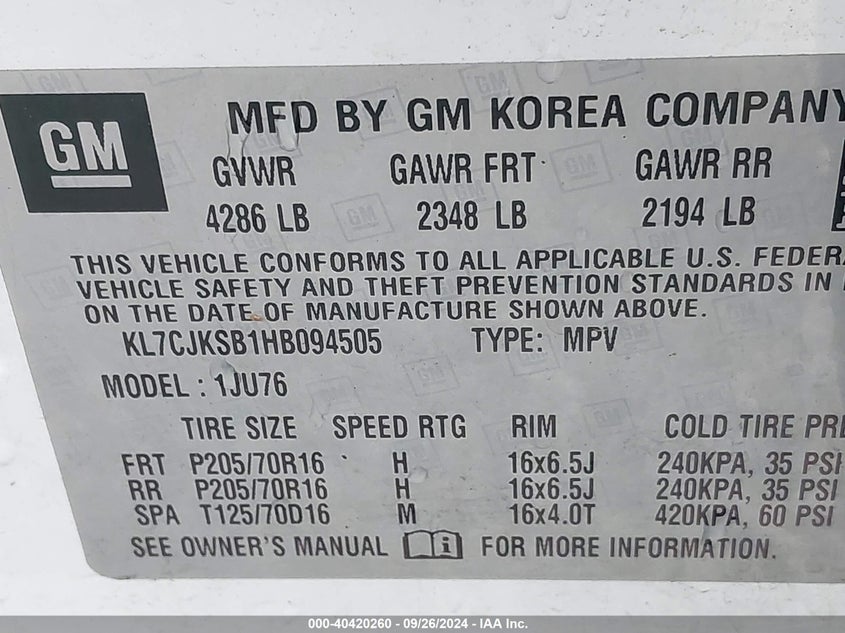 GM
MFD BY GM KOREA COMPANY
GVWR GAWR FRT GAWR RR
4286 LB 2348 LB 2194 LB
THIS VEHICLE CONFORMS TO ALL APPLICABLE U.S. FEDERA
VEHICLE SAFETY AND THEFT PREVENTION STANDARDS IN
ON THE DATE OF MANUFACTURE SHOWN ABOVE.
KL7CJKSB1HB094505 TYPE: MPV
MODEL: 1JU76
TIRE SIZE SPEED RTG RIM COLD TIRE PRE
FRT P205/70R16 H 16x6.5J 240KPA, 35 PSI
RR P205/70R16 H 16x6.5J 240KPA, 35 PSI
SPA T125/70D16 M 16x4.0T 420KPA, 60 PSI
SEE OWNER'S MANUAL FOR MORE INFORMATION.
000-40420260 - 09/26/2024 - IAA Inc.